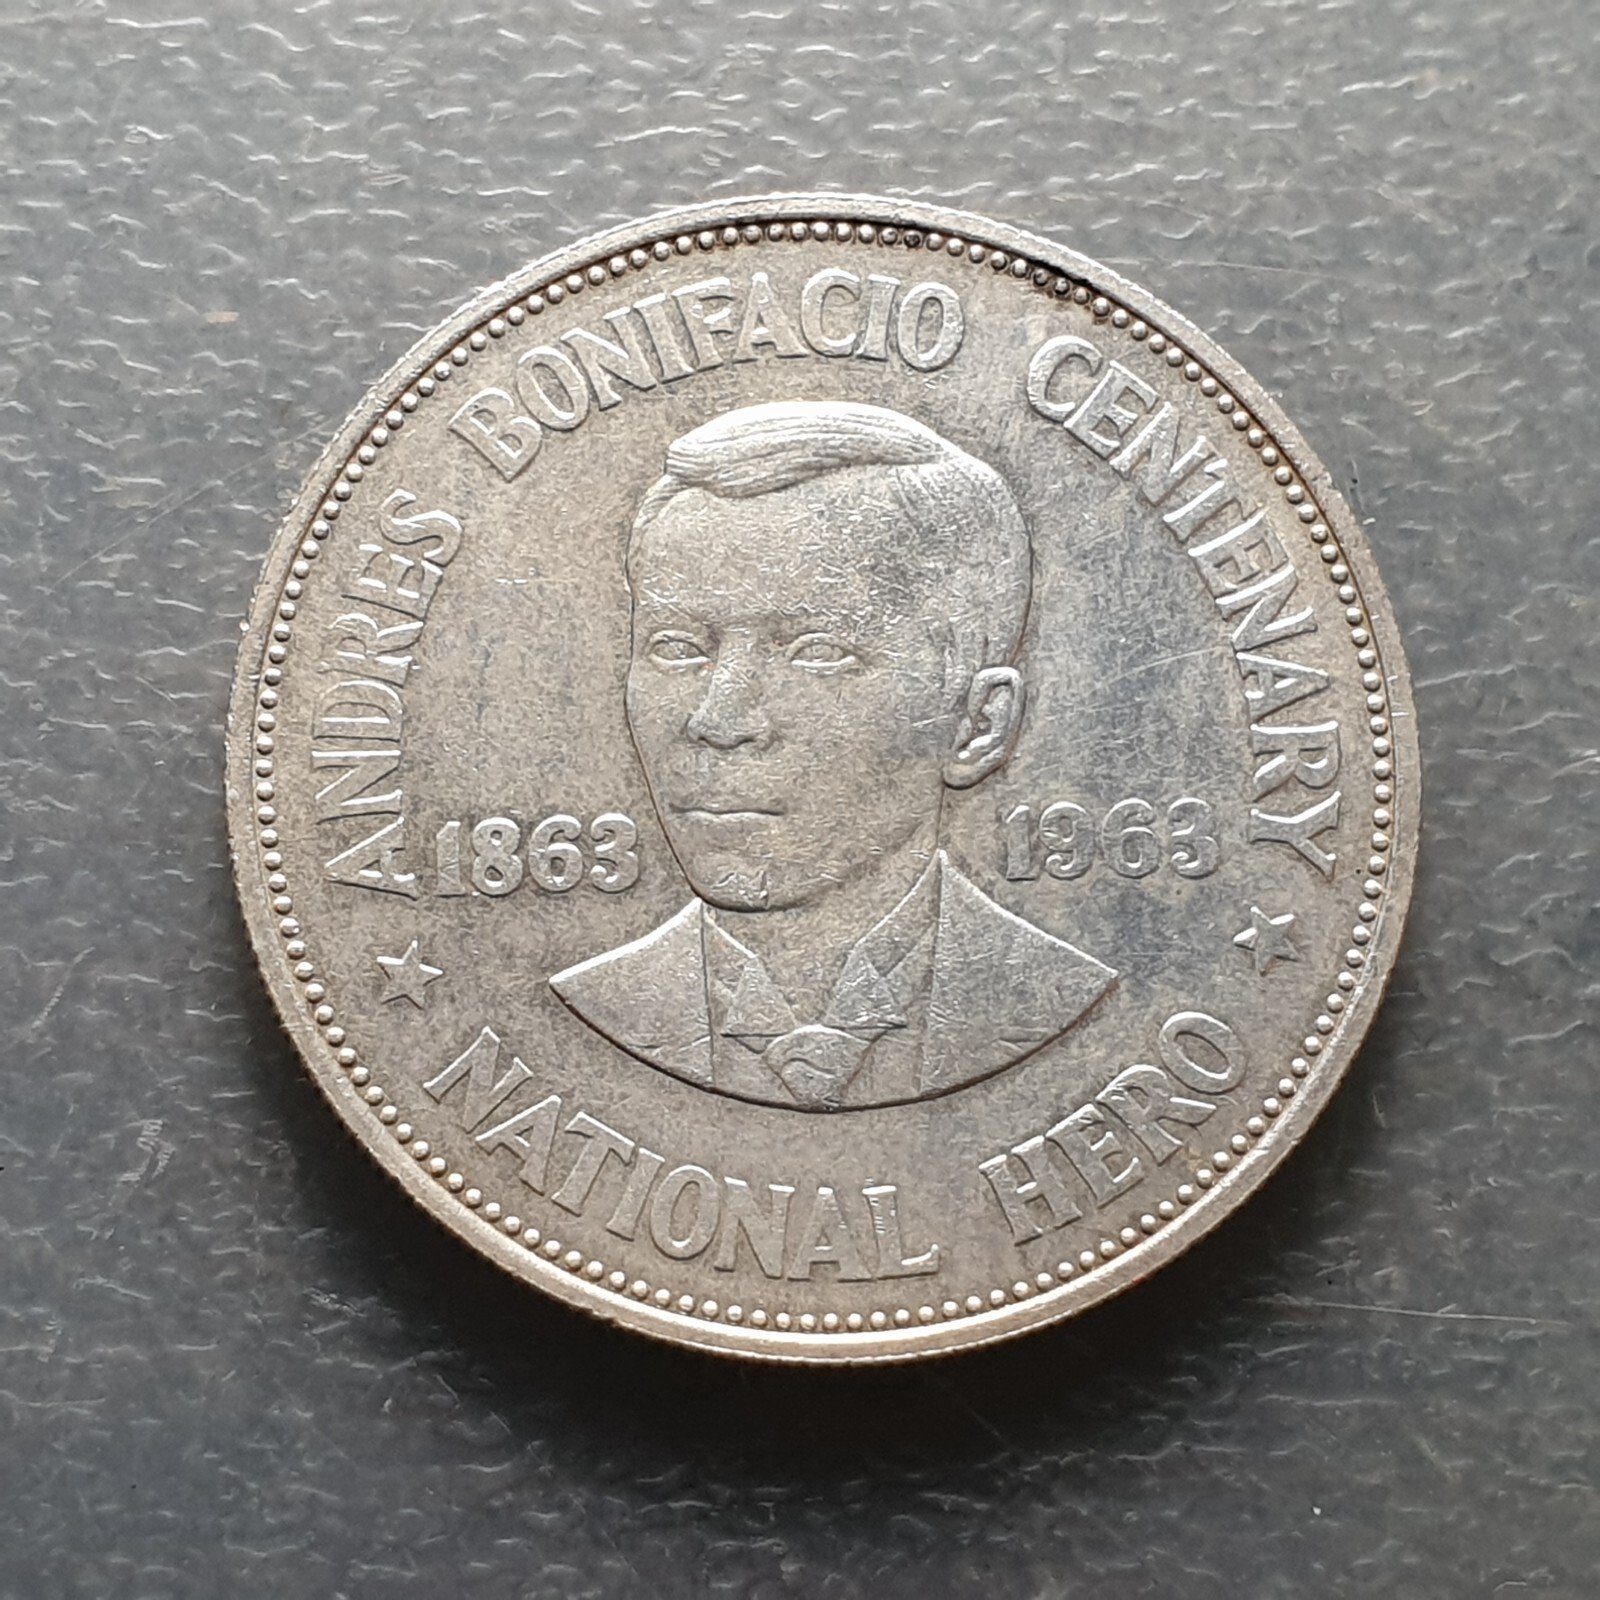 ANDRES BONIFACIO CENTENARY
1863 1963
NATIONAL HERO